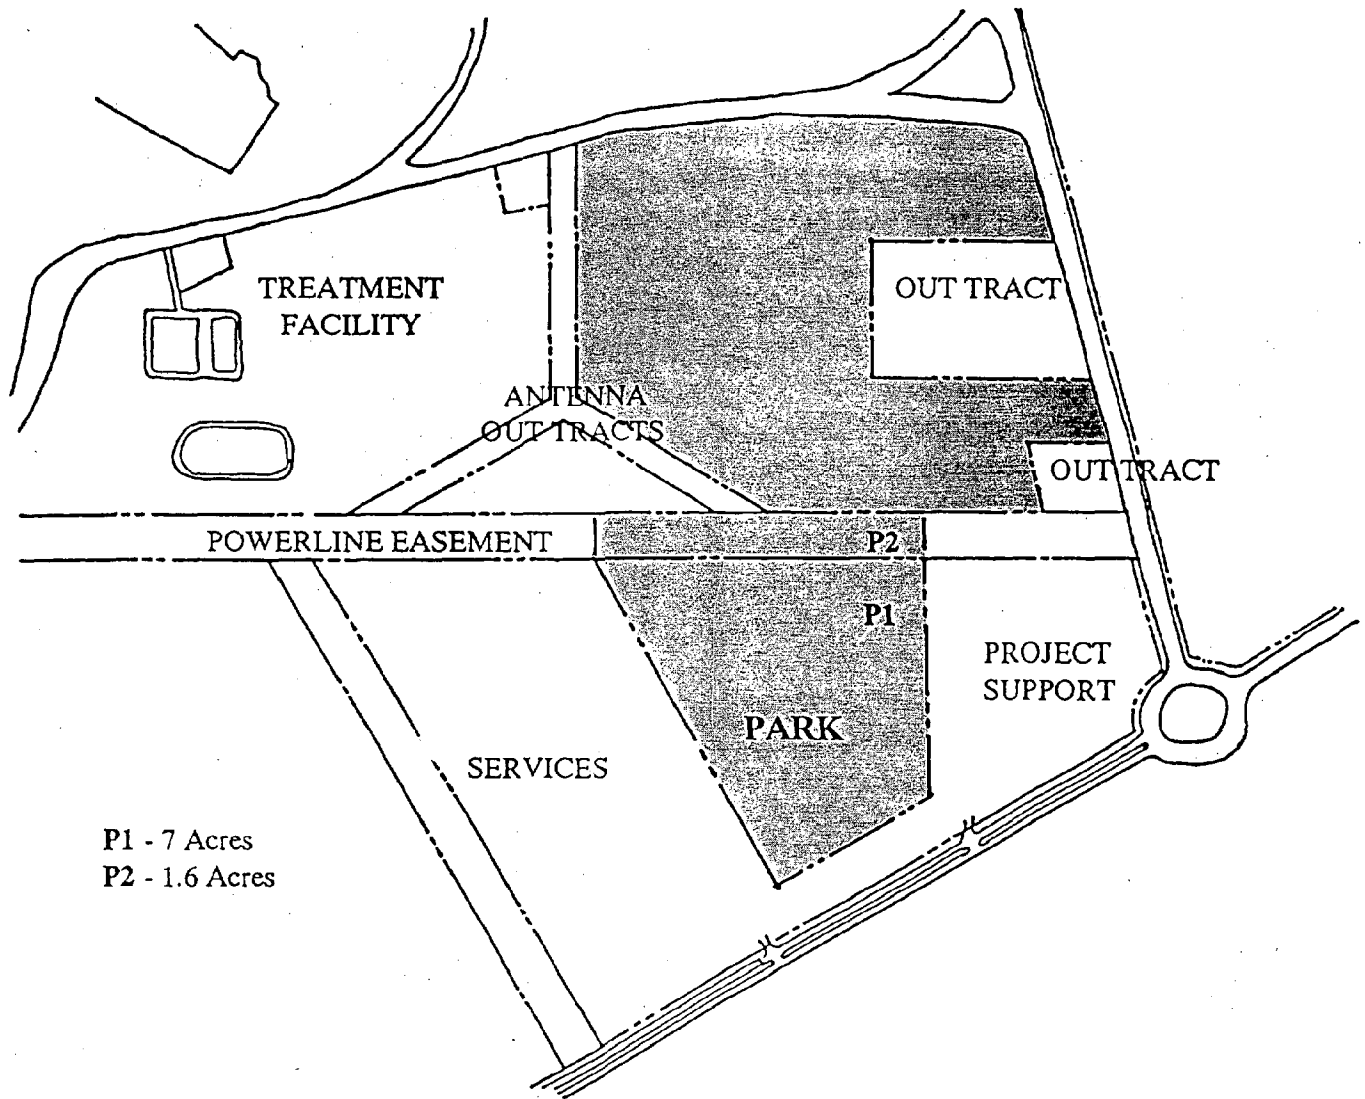 TREATMENT
FACILITY
OUT TRACT
ANTENNA
OUT TRACTS
OUT TRACT
POWERLINE EASEMENT
P2
P1
PROJECT
SUPPORT
PARK
SERVICES
P1 - 7 Acres
P2 - 1.6 Acres